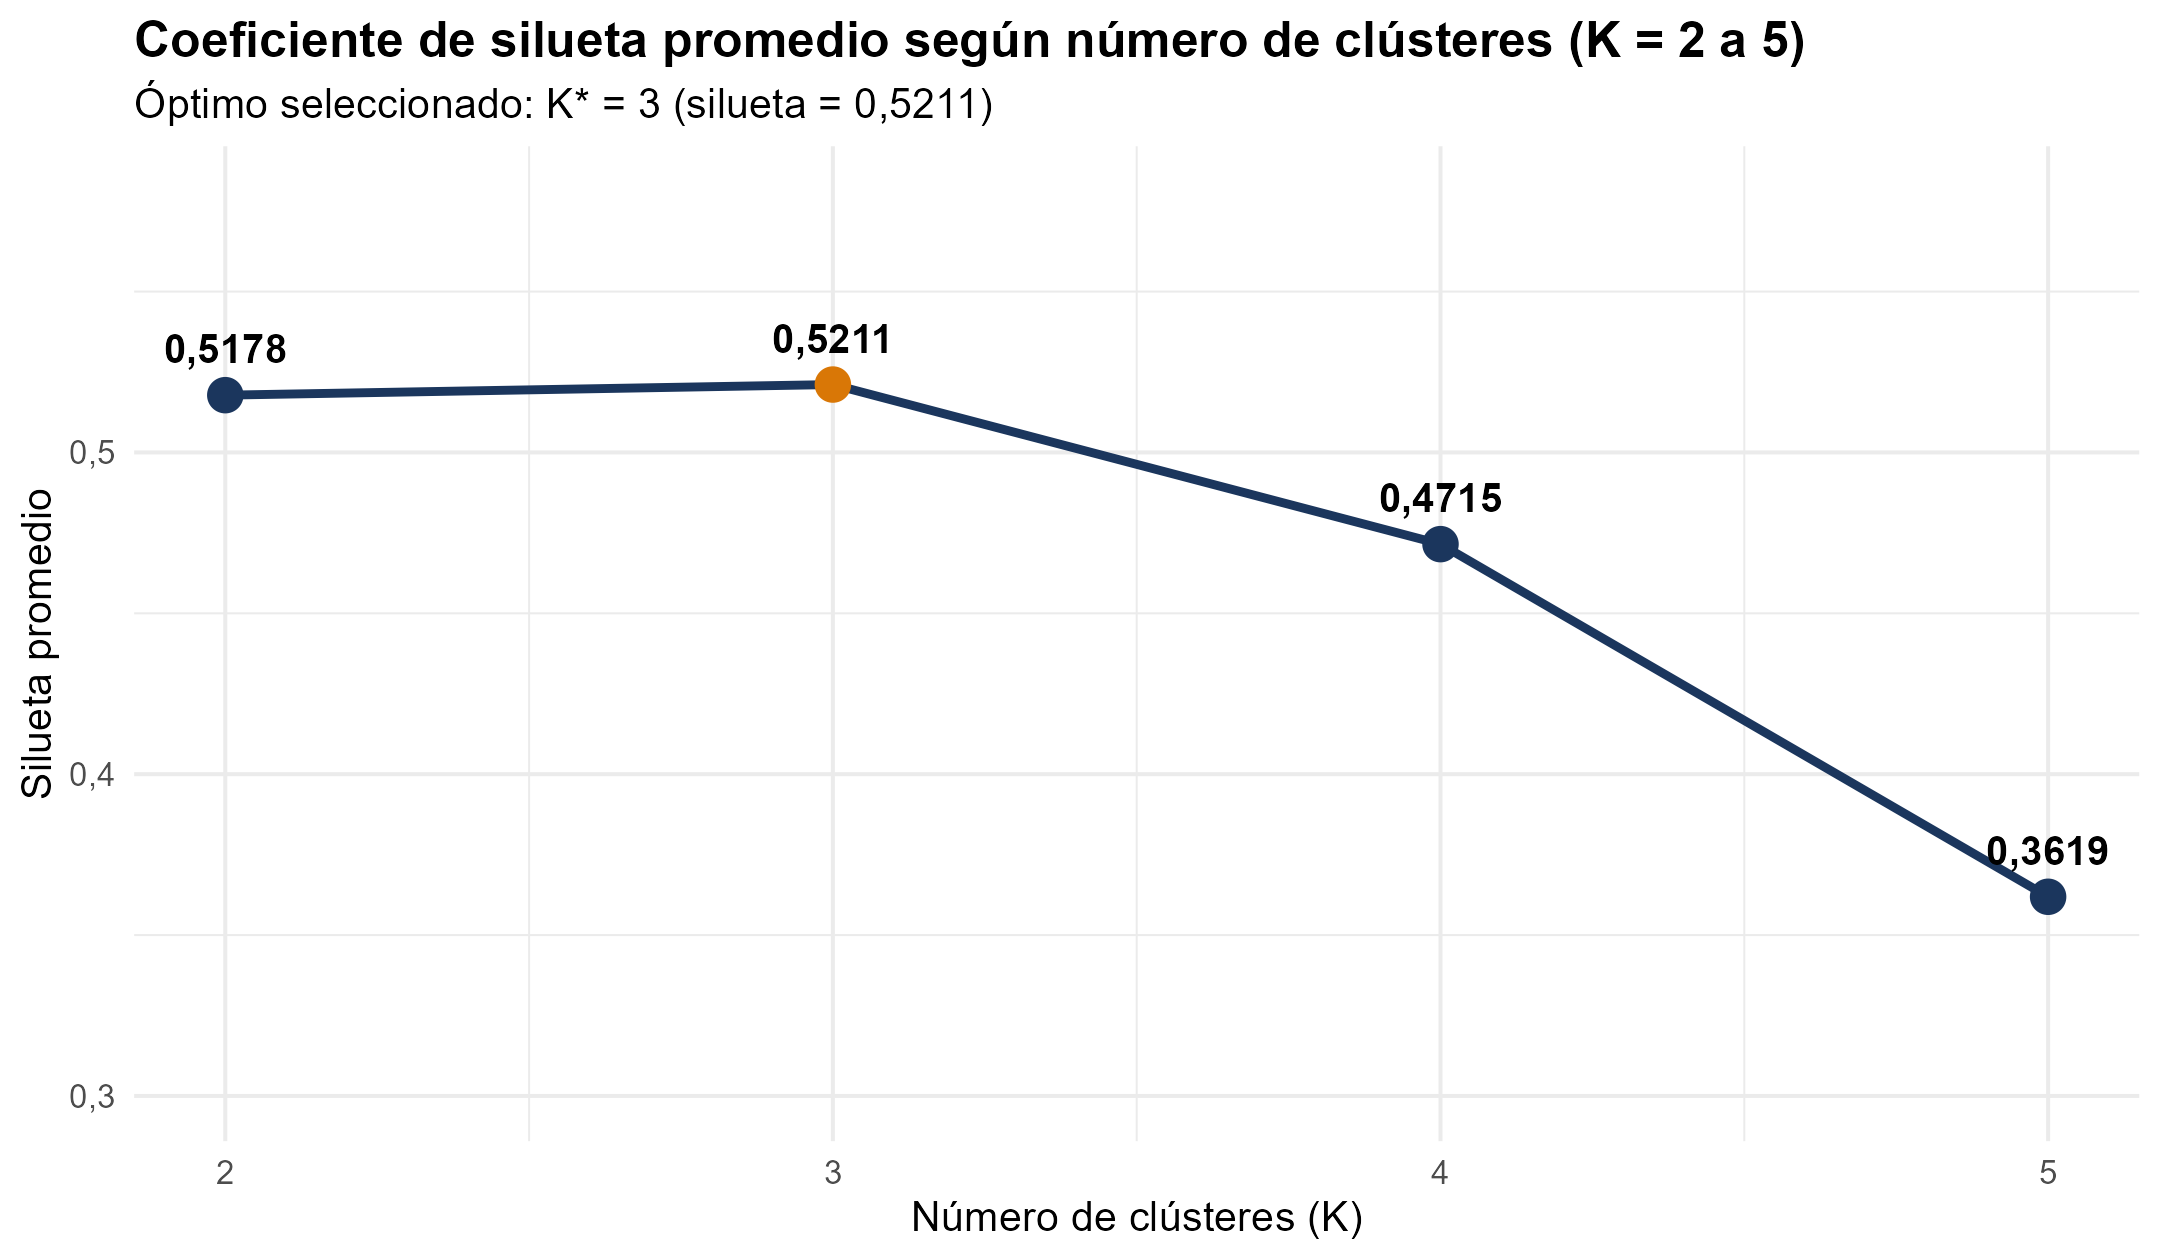 Coeficiente de silueta promedio según número de clústeres (K = 2 a 5)
Óptimo seleccionado: K* = 3 (silueta = 0,5211)
0,5178
0,5211
0,4715
0,3619
Silueta promedio
0,5
0,4
0,3
2
3
4
5
Número de clústeres (K)